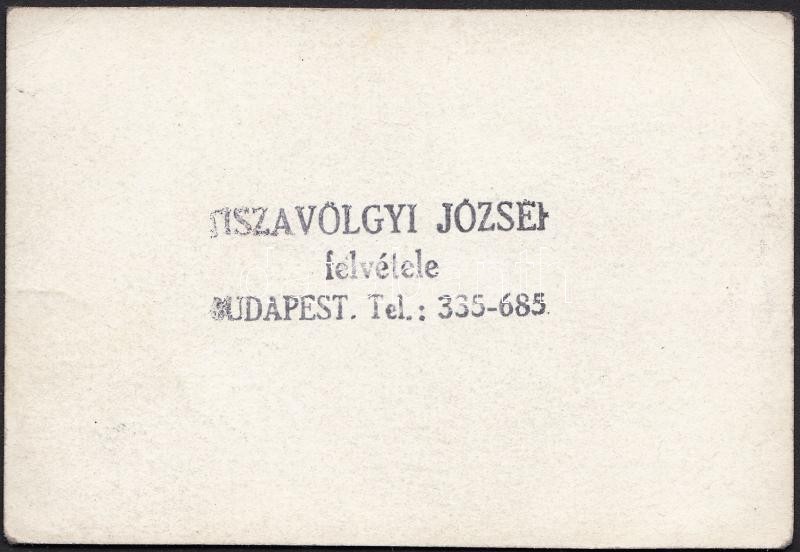 TISZAVÖLGYI JÓZSEF
felvétele
BUDAPEST. Tel.: 335-685